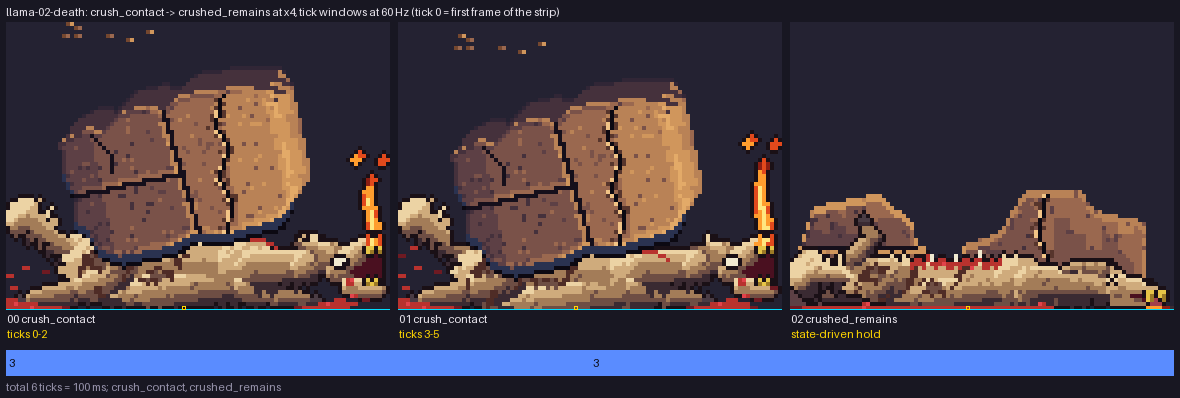 llama-02-death: crush_contact -> crushed_remains at x4, tick windows at 60 Hz (tick 0 = first frame of the strip)
00 crush_contact
ticks 0-2
01 crush_contact
ticks 3-5
02 crushed_remains
state-driven hold
3
3
total 6 ticks = 100 ms; crush_contact, crushed_remains